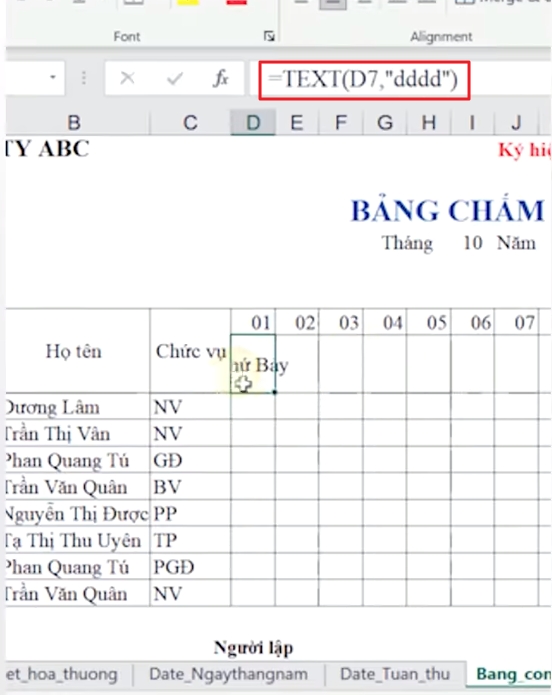 Font
Alignment
fx
=TEXT(D7,"dddd")
B C D E F G H I J
TY ABC
Ký hiệ
BẢNG CHẤM
Tháng 10 Năm
01 02 03 04 05 06 07
Họ tên Chức vụ
hứ Bảy
Dương Lâm NV
Trần Thị Vân NV
Phan Quang Tú GĐ
Trần Văn Quân BV
Nguyễn Thị Được PP
Tạ Thị Thu Uyên TP
Phan Quang Tú PGĐ
Trần Văn Quân NV
Người lập
et_hoa_thuong Date_Ngaythangnam Date_Tuan_thu Bang_con